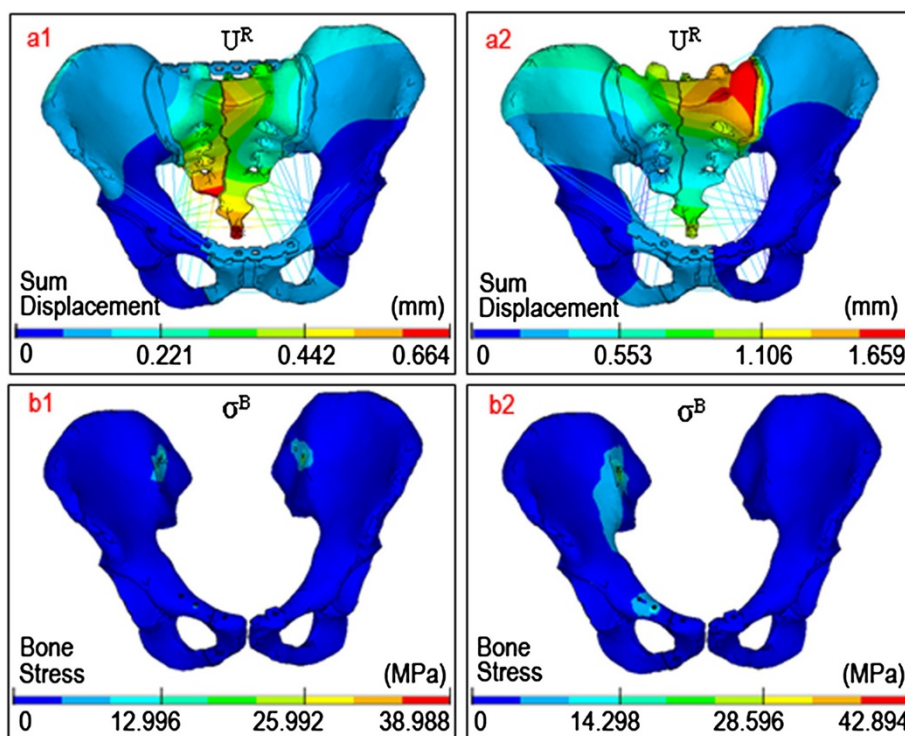 a1
U^R
Sum
Displacement
(mm)
0 0.221 0.442 0.664
a2
U^R
Sum
Displacement
(mm)
0 0.553 1.106 1.659
b1
σ^B
Bone
Stress
(MPa)
0 12.996 25.992 38.988
b2
σ^B
Bone
Stress
(MPa)
0 14.298 28.596 42.894